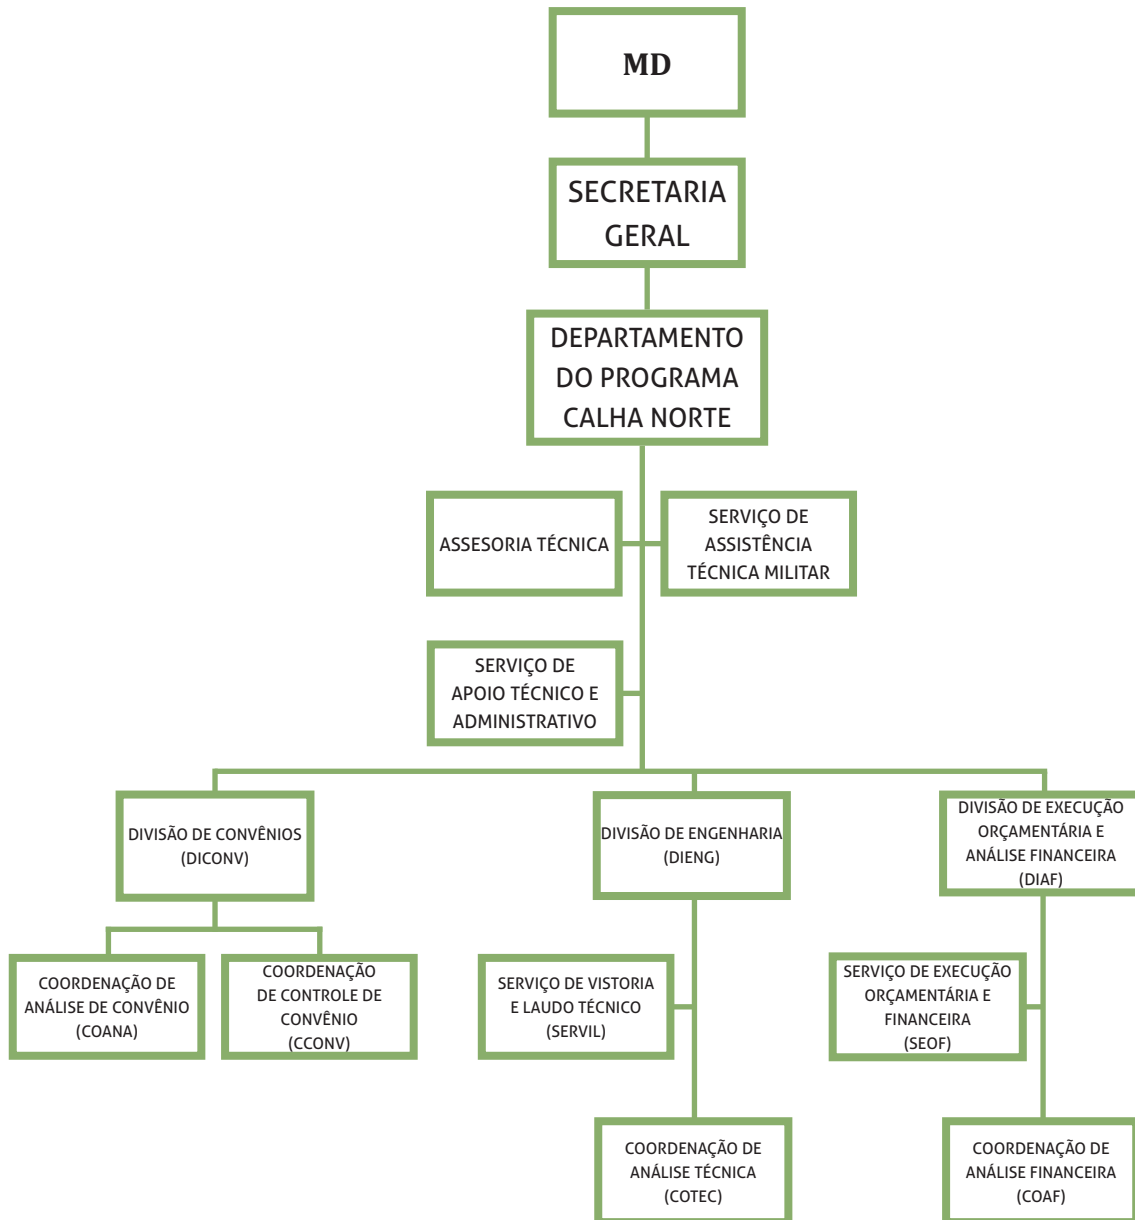 MD
SECRETARIA
GERAL
DEPARTAMENTO
DO PROGRAMA
CALHA NORTE
ASSESORIA TÉCNICA
SERVIÇO DE
ASSISTÊNCIA
TÉCNICA MILITAR
SERVIÇO DE
APOIO TÉCNICO E
ADMINISTRATIVO
DIVISÃO DE CONVÊNIOS
(DICONV)
DIVISÃO DE ENGENHARIA
(DIENG)
DIVISÃO DE EXECUÇÃO
ORÇAMENTÁRIA E
ANÁLISE FINANCEIRA
(DIAF)
COORDENAÇÃO DE
ANÁLISE DE CONVÊNIO
(COANA)
COORDENAÇÃO
DE CONTROLE DE
CONVÊNIO
(CCONV)
SERVIÇO DE VISTORIA
E LAUDO TÉCNICO
(SERVIL)
SERVIÇO DE EXECUÇÃO
ORÇAMENTÁRIA E
FINANCEIRA
(SEOF)
COORDENAÇÃO DE
ANÁLISE TÉCNICA
(COTEC)
COORDENAÇÃO DE
ANÁLISE FINANCEIRA
(COAF)